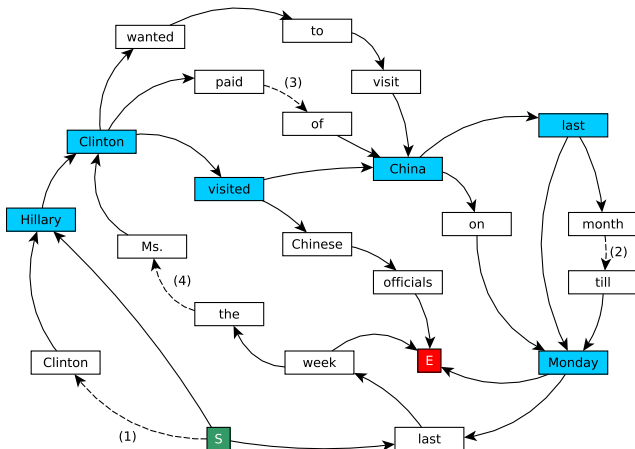 wanted
to
paid
(3)
visit
of
last
Clinton
China
visited
Hillary
on
month
Ms.
Chinese
(2)
(4)
officials
till
the
Clinton
week
E
Monday
(1)
S
last